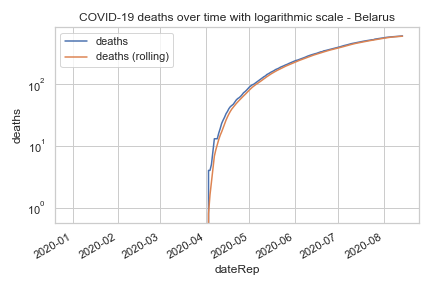 COVID-19 deaths over time with logarithmic scale - Belarus
deaths
deaths (rolling)
deaths
10²
10¹
10⁰
2020-01
2020-02
2020-03
2020-04
2020-05
2020-06
2020-07
2020-08
dateRep